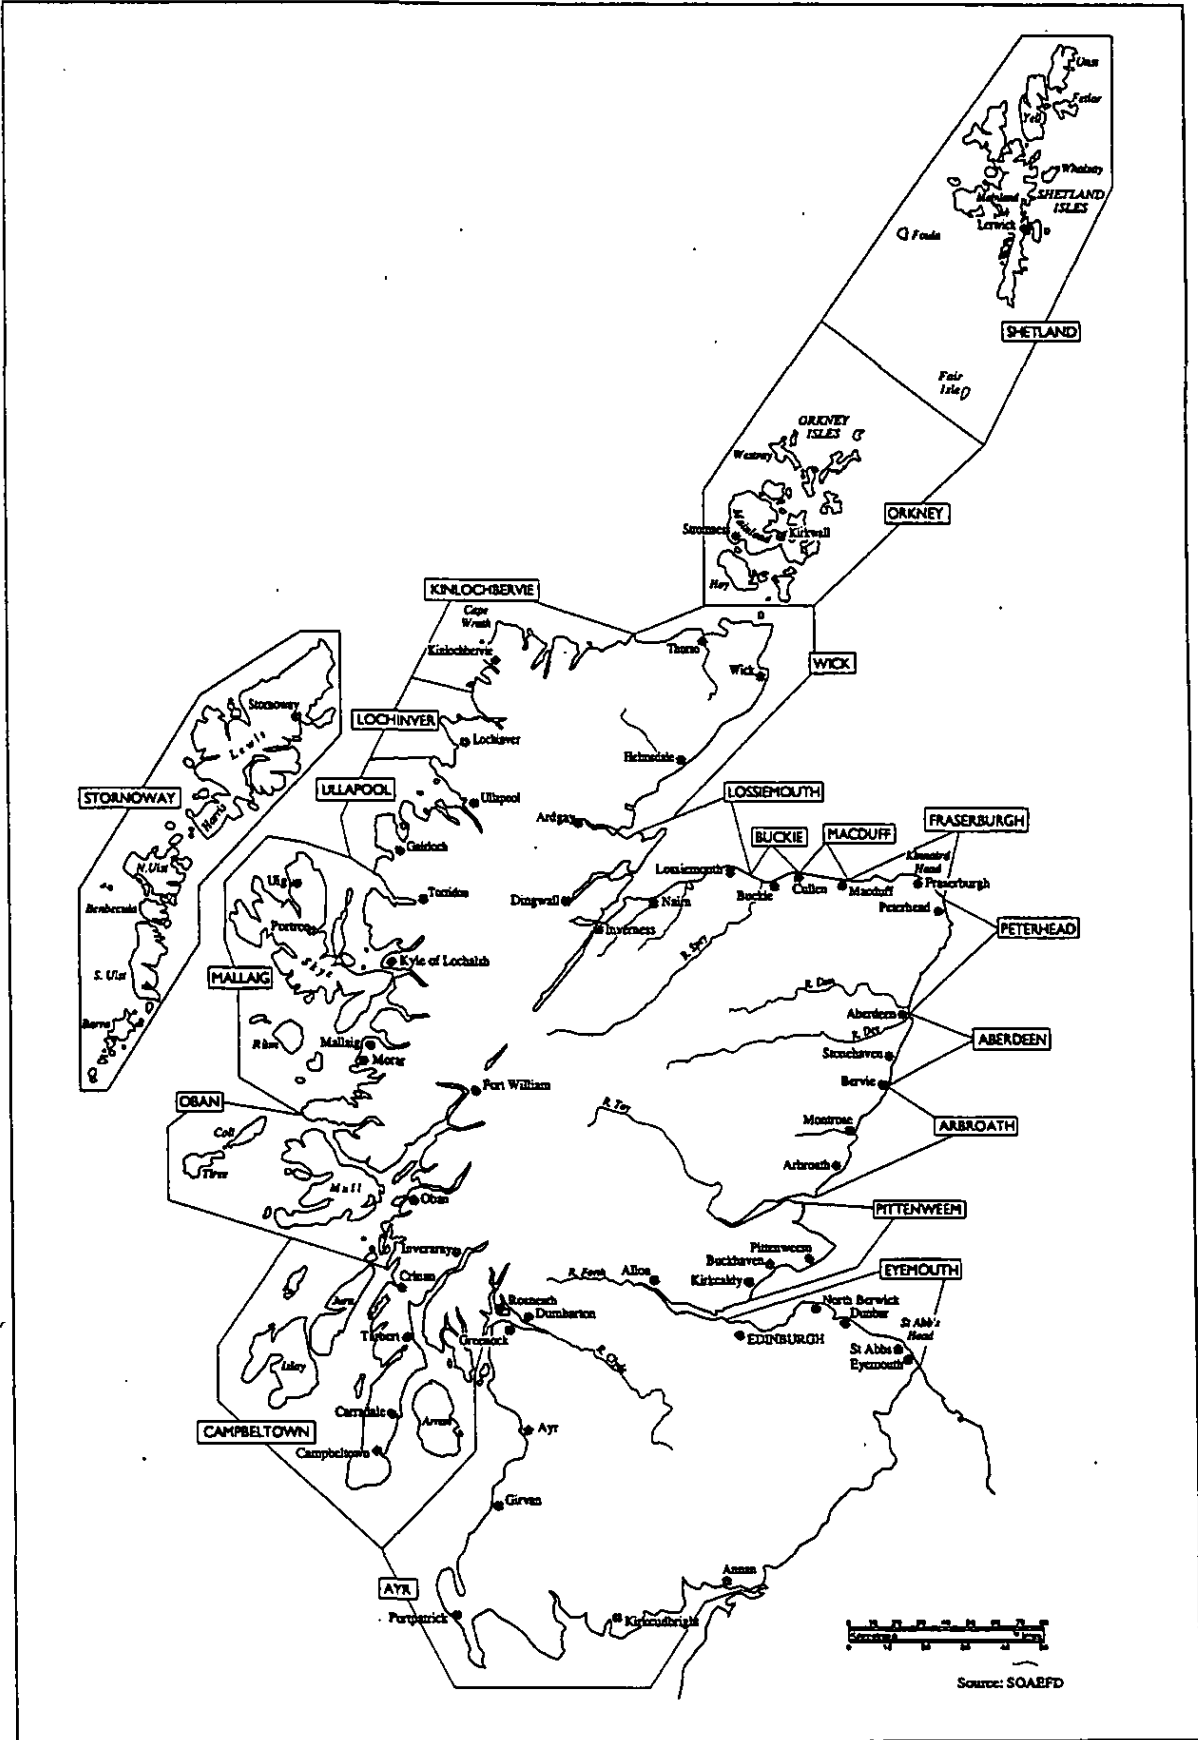 Unst
Fetlar
Yell
Whalsay
Mainland
SHETLAND
ISLES
Lerwick
Foula
SHETLAND
Fair
Isle
ORKNEY
ISLES
Westray
ORKNEY
Mainland
Stromness
Kirkwall
Hoy
KINLOCHBERVIE
Cape
Wrath
Kinlochbervie
Thurso
WICK
Wick
Stornoway
LOCHINVER
Lochinver
Lewis
Helmsdale
STORNOWAY
ULLAPOOL
Ullapool
LOSSIEMOUTH
Harris
Ardgay
BUCKIE
MACDUFF
FRASERBURGH
Gairloch
Kinnaird
Head
N. Uist
Uig
Lossiemouth
Buckie
Cullen
Macduff
Fraserburgh
Torridon
Dingwall
Nairn
Peterhead
Benbecula
Portree
Inverness
PETERHEAD
R. Spey
Skye
Kyle of Lochalsh
S. Uist
MALLAIG
R. Don
Aberdeen
Barra
Rhum
Mallaig
Morar
R. Dee
Stonehaven
ABERDEEN
Fort William
Bervie
OBAN
R. Tay
Coll
Montrose
ARBROATH
Tiree
Mull
Arbroath
Oban
PITTENWEEM
Inveraray
Pittenweem
Buckhaven
Crinan
R. Forth
Alloa
Kirkcaldy
EYEMOUTH
Jura
Rosneath
Dumbarton
North Berwick
Dunbar
Tarbert
Greenock
EDINBURGH
St Abb's
Head
Islay
R. Clyde
St Abbs
Eyemouth
Carradale
Arran
CAMPBELTOWN
Campbeltown
Ayr
Girvan
Annan
AYR
Portpatrick
Kirkcudbright
Source: SOAEFD